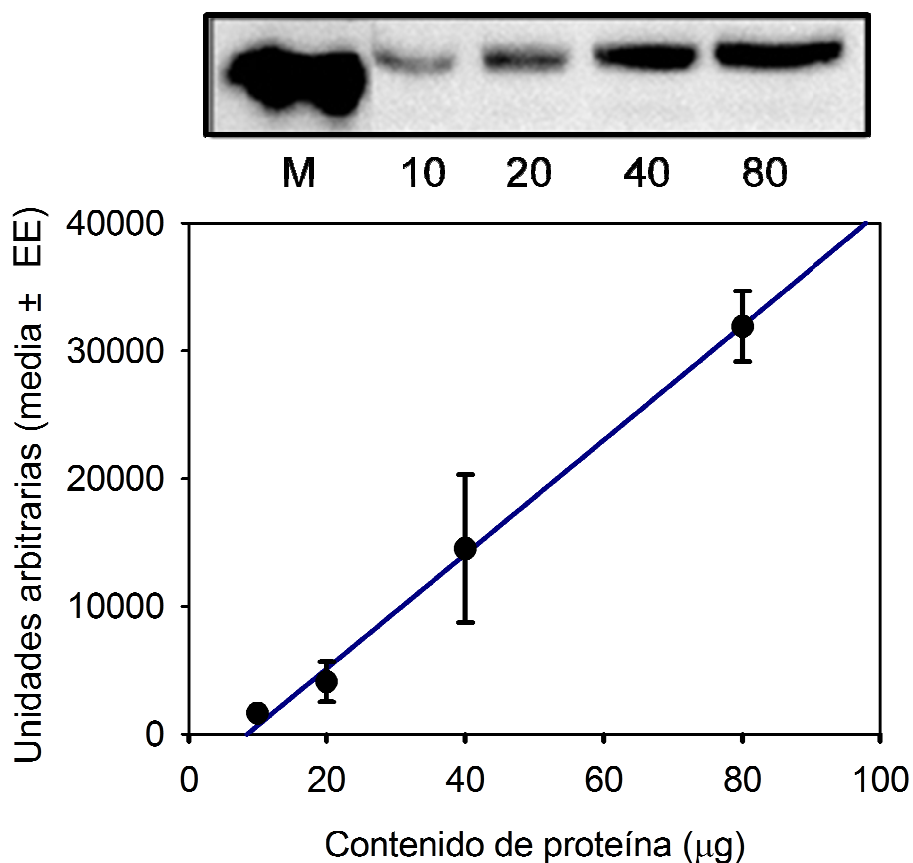 M 10 20 40 80
Unidades arbitrarias (media ± EE)
40000
30000
20000
10000
0
0 20 40 60 80 100
Contenido de proteína (μg)